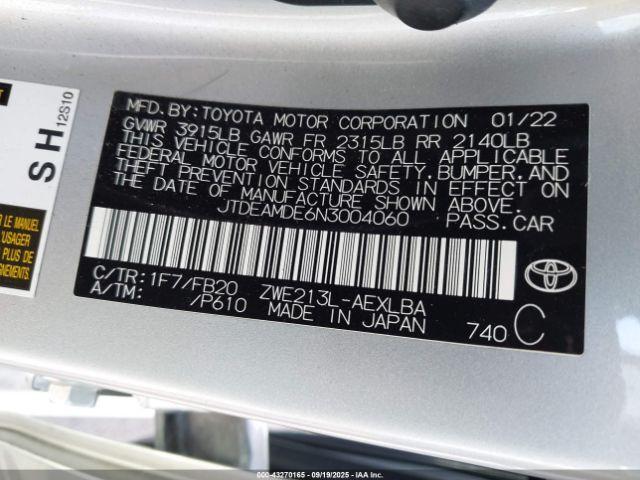 MFD.BY:TOYOTA MOTOR CORPORATION 01/22
GVWR 3915LB GAWR FR 2315LB RR 2140LB
THIS VEHICLE CONFORMS TO ALL APPLICABLE
FEDERAL MOTOR VEHICLE SAFETY,BUMPER,AND
THEFT PREVENTION STANDARDS IN EFFECT ON
THE DATE OF MANUFACTURE SHOWN ABOVE.
JTDEAMDE6N3004060 PASS.CAR
C/TR:1F7/FB20 ZWE213L-AEXLBA
A/TM: /P610 MADE IN JAPAN 740 C
TOYOTA
SH 12S10
R LE MANUEL
'USAGER
GNEMENTS
000-43270165 - 09/19/2025 - IAA Inc.